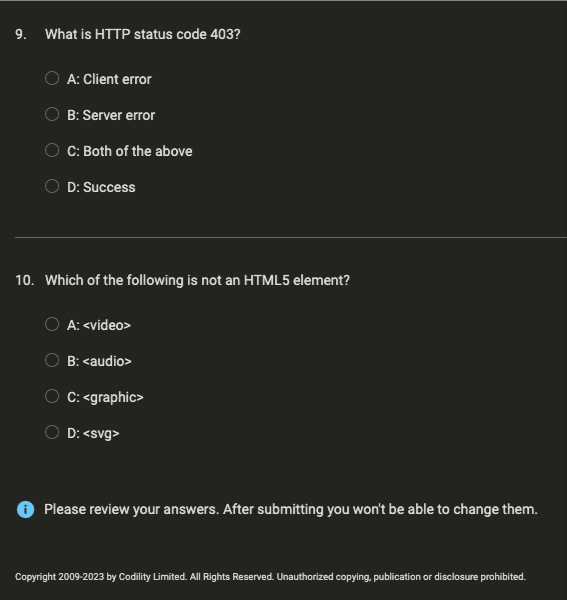 9. What is HTTP status code 403?
A: Client error
B: Server error
C: Both of the above
D: Success
10. Which of the following is not an HTML5 element?
A: <video>
B: <audio>
C: <graphic>
D: <svg>
i Please review your answers. After submitting you won't be able to change them.
Copyright 2009-2023 by Codility Limited. All Rights Reserved. Unauthorized copying, publication or disclosure prohibited.